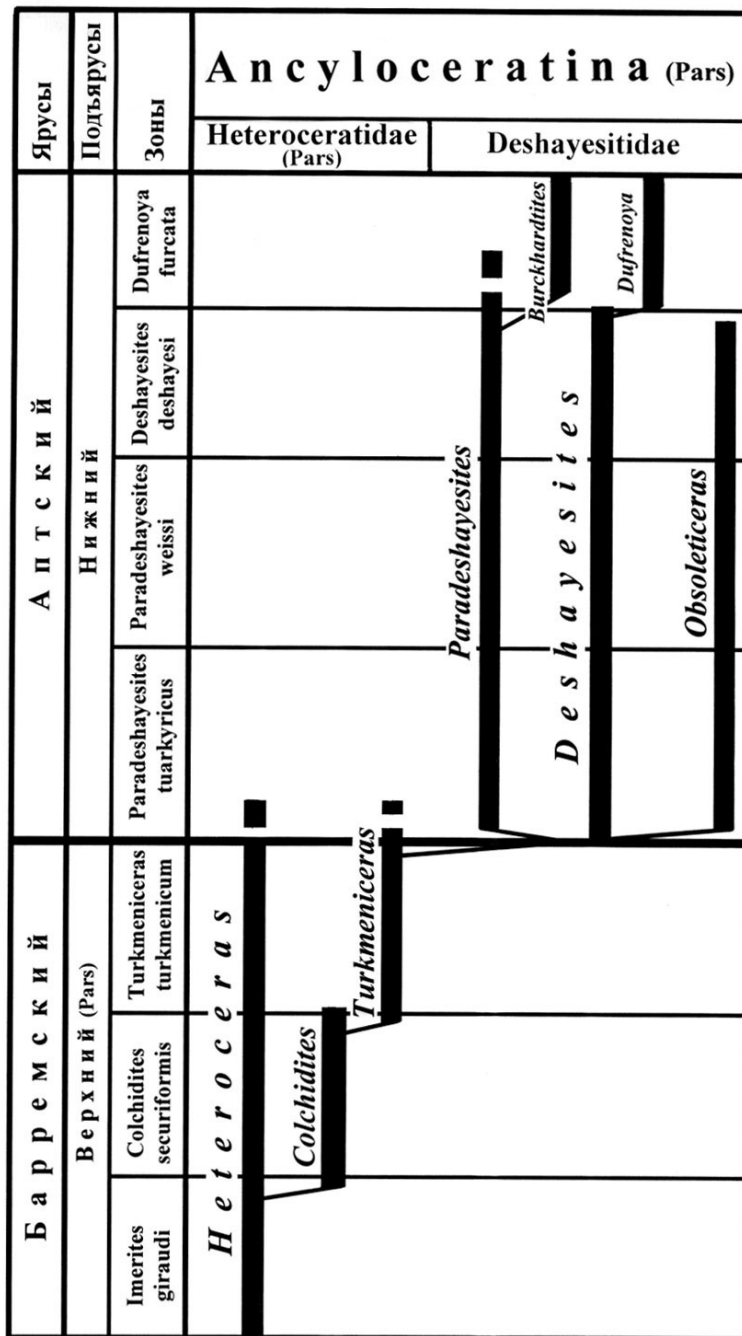 Ярусы
Подъярусы
Зоны
Ancyloceratina (Pars)
Heteroceratidae
(Pars)
Deshayesitidae
Аптский
Нижний
Dufrenoya
furcata
Deshayesites
deshayesi
Paradeshayesites
weissi
Paradeshayesites
tuarkyricus
Барремский
Верхний (Pars)
Turkmeniceras
turkmenicum
Colchidites
securiformis
Imerites
giraudi
Heteroceras
Colchidites
Turkmeniceras
Paradeshayesites
Burckhardtites
Deshayesites
Dufrenoya
Obsoleticeras